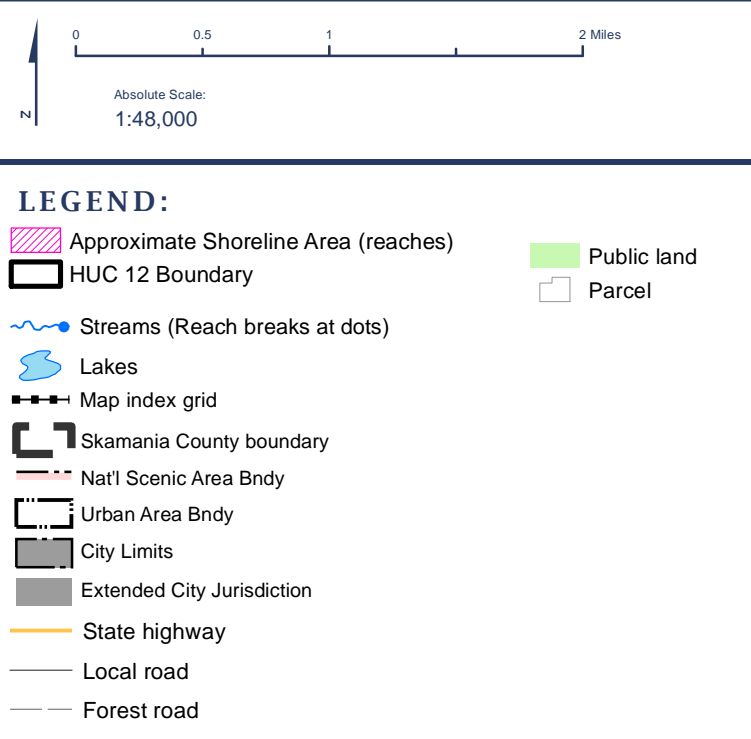 0 0.5 1 2 Miles
Absolute Scale:
N
1:48,000
LEGEND:
Approximate Shoreline Area (reaches)
HUC 12 Boundary
Streams (Reach breaks at dots)
Lakes
Map index grid
Skamania County boundary
Nat'l Scenic Area Bndy
Urban Area Bndy
City Limits
Extended City Jurisdiction
State highway
Local road
Forest road
Public land
Parcel